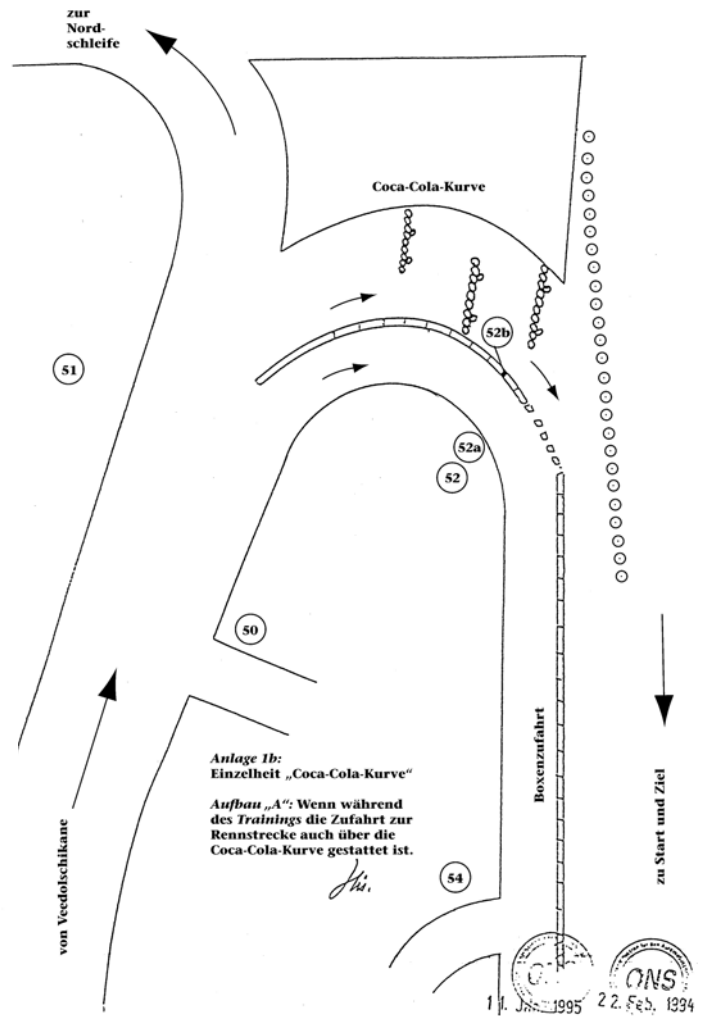 zur
Nord-
schleife
Coca-Cola-Kurve
52b
51
52a
52
50
Anlage 1b:
Einzelheit „Coca-Cola-Kurve“
Aufbau „A“: Wenn während
des Trainings die Zufahrt zur
Rennstrecke auch über die
Coca-Cola-Kurve gestattet ist.
54
von Veedolschikane
Boxenzufahrt
zu Start und Ziel
ONS
1995
22. Feb. 1994